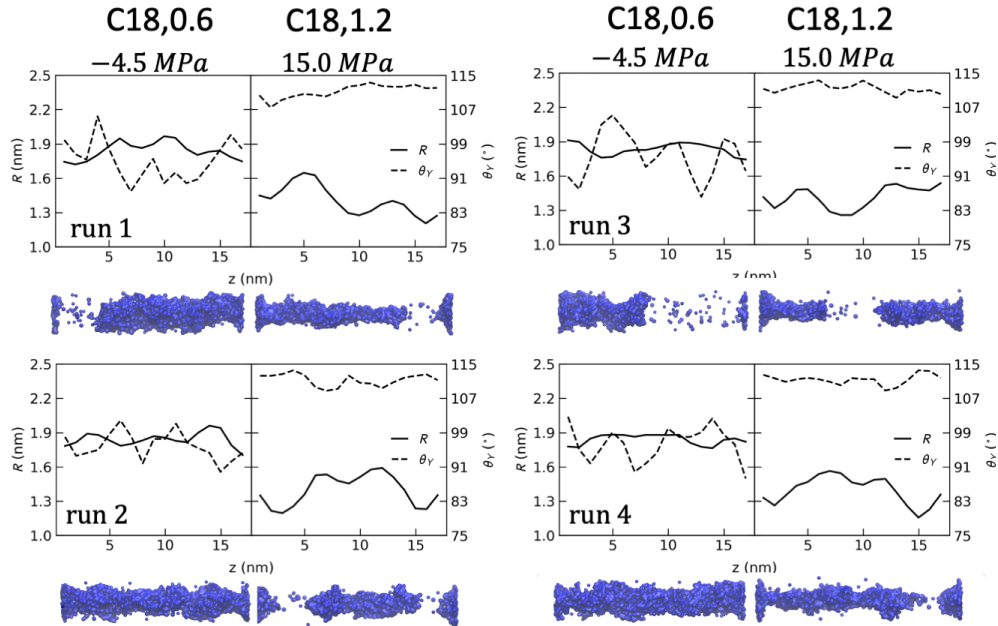 C18,0.6 C18,1.2
−4.5 MPa 15.0 MPa
2.5
2.2
1.9
1.6
1.3
1.0
R (nm)
R
θY
115
107
99
91
83
75
θY (°)
run 1
5 10 15 5 10 15
z (nm)
C18,0.6 C18,1.2
−4.5 MPa 15.0 MPa
2.5
2.2
1.9
1.6
1.3
1.0
R (nm)
R
θY
115
107
99
91
83
75
θY (°)
run 3
5 10 15 5 10 15
z (nm)
2.5
2.2
1.9
1.6
1.3
1.0
R (nm)
R
θY
115
107
99
91
83
75
θY (°)
run 2
5 10 15 5 10 15
z (nm)
2.5
2.2
1.9
1.6
1.3
1.0
R (nm)
R
θY
115
107
99
91
83
75
θY (°)
run 4
5 10 15 5 10 15
z (nm)